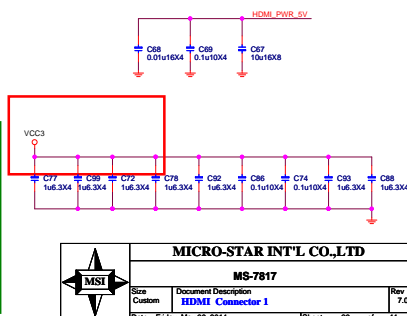 HDMI_PWR_5V
C68 C69 C67
0.01u16X4 0.1u10X4 10u16X8
VCC3
C77 C99 C72 C78 C92 C86 C74 C93 C88
1u6.3X4 1u6.3X4 1u6.3X4 1u6.3X4 1u6.3X4 0.1u10X4 0.1u10X4 1u6.3X4 1u6.3X4
MICRO-STAR INT'L CO.,LTD
MSI
MS-7817
Size Document Description Rev
Custom HDMI Connector 1